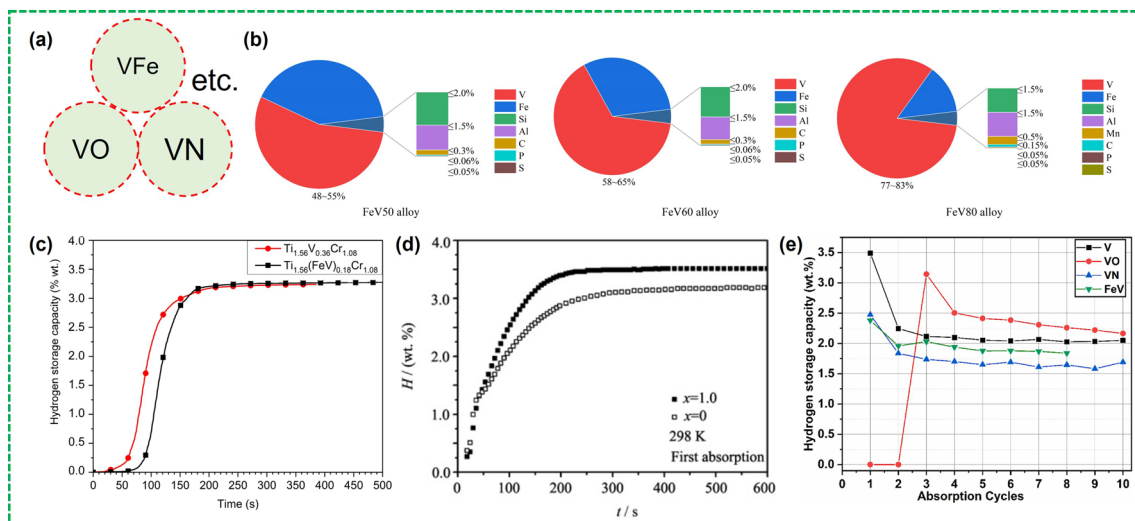 (a)
VFe
etc.
VO
VN
(b)
≤2.0%
≤1.5%
≤0.3%
≤0.06%
≤0.05%
V
Fe
Si
Al
C
P
S
48~55%
FeV50 alloy
≤2.0%
≤1.5%
≤0.3%
≤0.06%
≤0.05%
V
Fe
Si
Al
C
P
S
58~65%
FeV60 alloy
≤1.5%
≤1.5%
≤0.5%
≤0.15%
≤0.05%
≤0.05%
V
Fe
Si
Al
Mn
C
P
S
77~83%
FeV80 alloy
(c)
Hydrogen storage capacity (% wt.)
4.0
3.5
3.0
2.5
2.0
1.5
1.0
0.5
0.0
Ti1.56V0.36Cr1.08
Ti1.56(FeV)0.18Cr1.08
0 50 100 150 200 250 300 350 400 450 500
Time (s)
(d)
H / (wt. %)
4.0
3.0
2.0
1.0
0.0
x=1.0
x=0
298 K
First absorption
0 100 200 300 400 500 600
t / s
(e)
Hydrogen storage capacity (wt.%)
3.5
3.0
2.5
2.0
1.5
1.0
0.5
0.0
V
VO
VN
FeV
0 1 2 3 4 5 6 7 8 9 10
Absorption Cycles